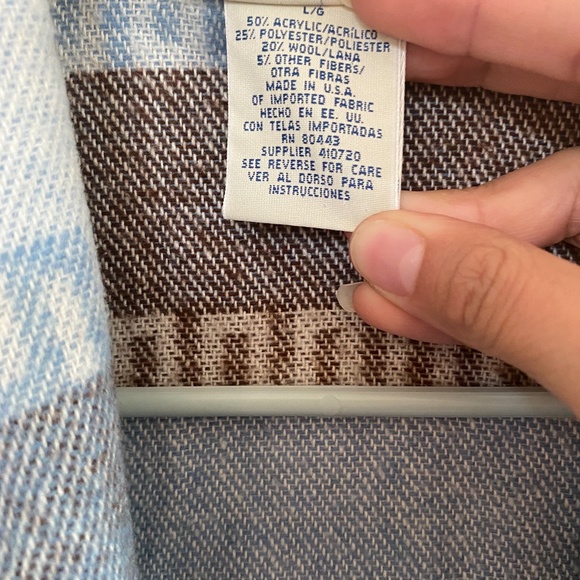 L/G
50% ACRYLIC/ACRÍLICO
25% POLYESTER/POLIESTER
20% WOOL/LANA
5% OTHER FIBERS/
OTRA FIBRAS
MADE IN U.S.A.
OF IMPORTED FABRIC
HECHO EN EE. UU.
CON TELAS IMPORTADAS
RN 80443
SUPPLIER 410720
SEE REVERSE FOR CARE
VER AL DORSO PARA
INSTRUCCIONES